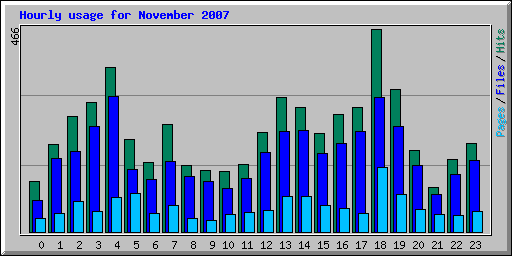 Hourly usage for November 2007
466
Pages / Files / Hits
0 1 2 3 4 5 6 7 8 9 10 11 12 13 14 15 16 17 18 19 20 21 22 23